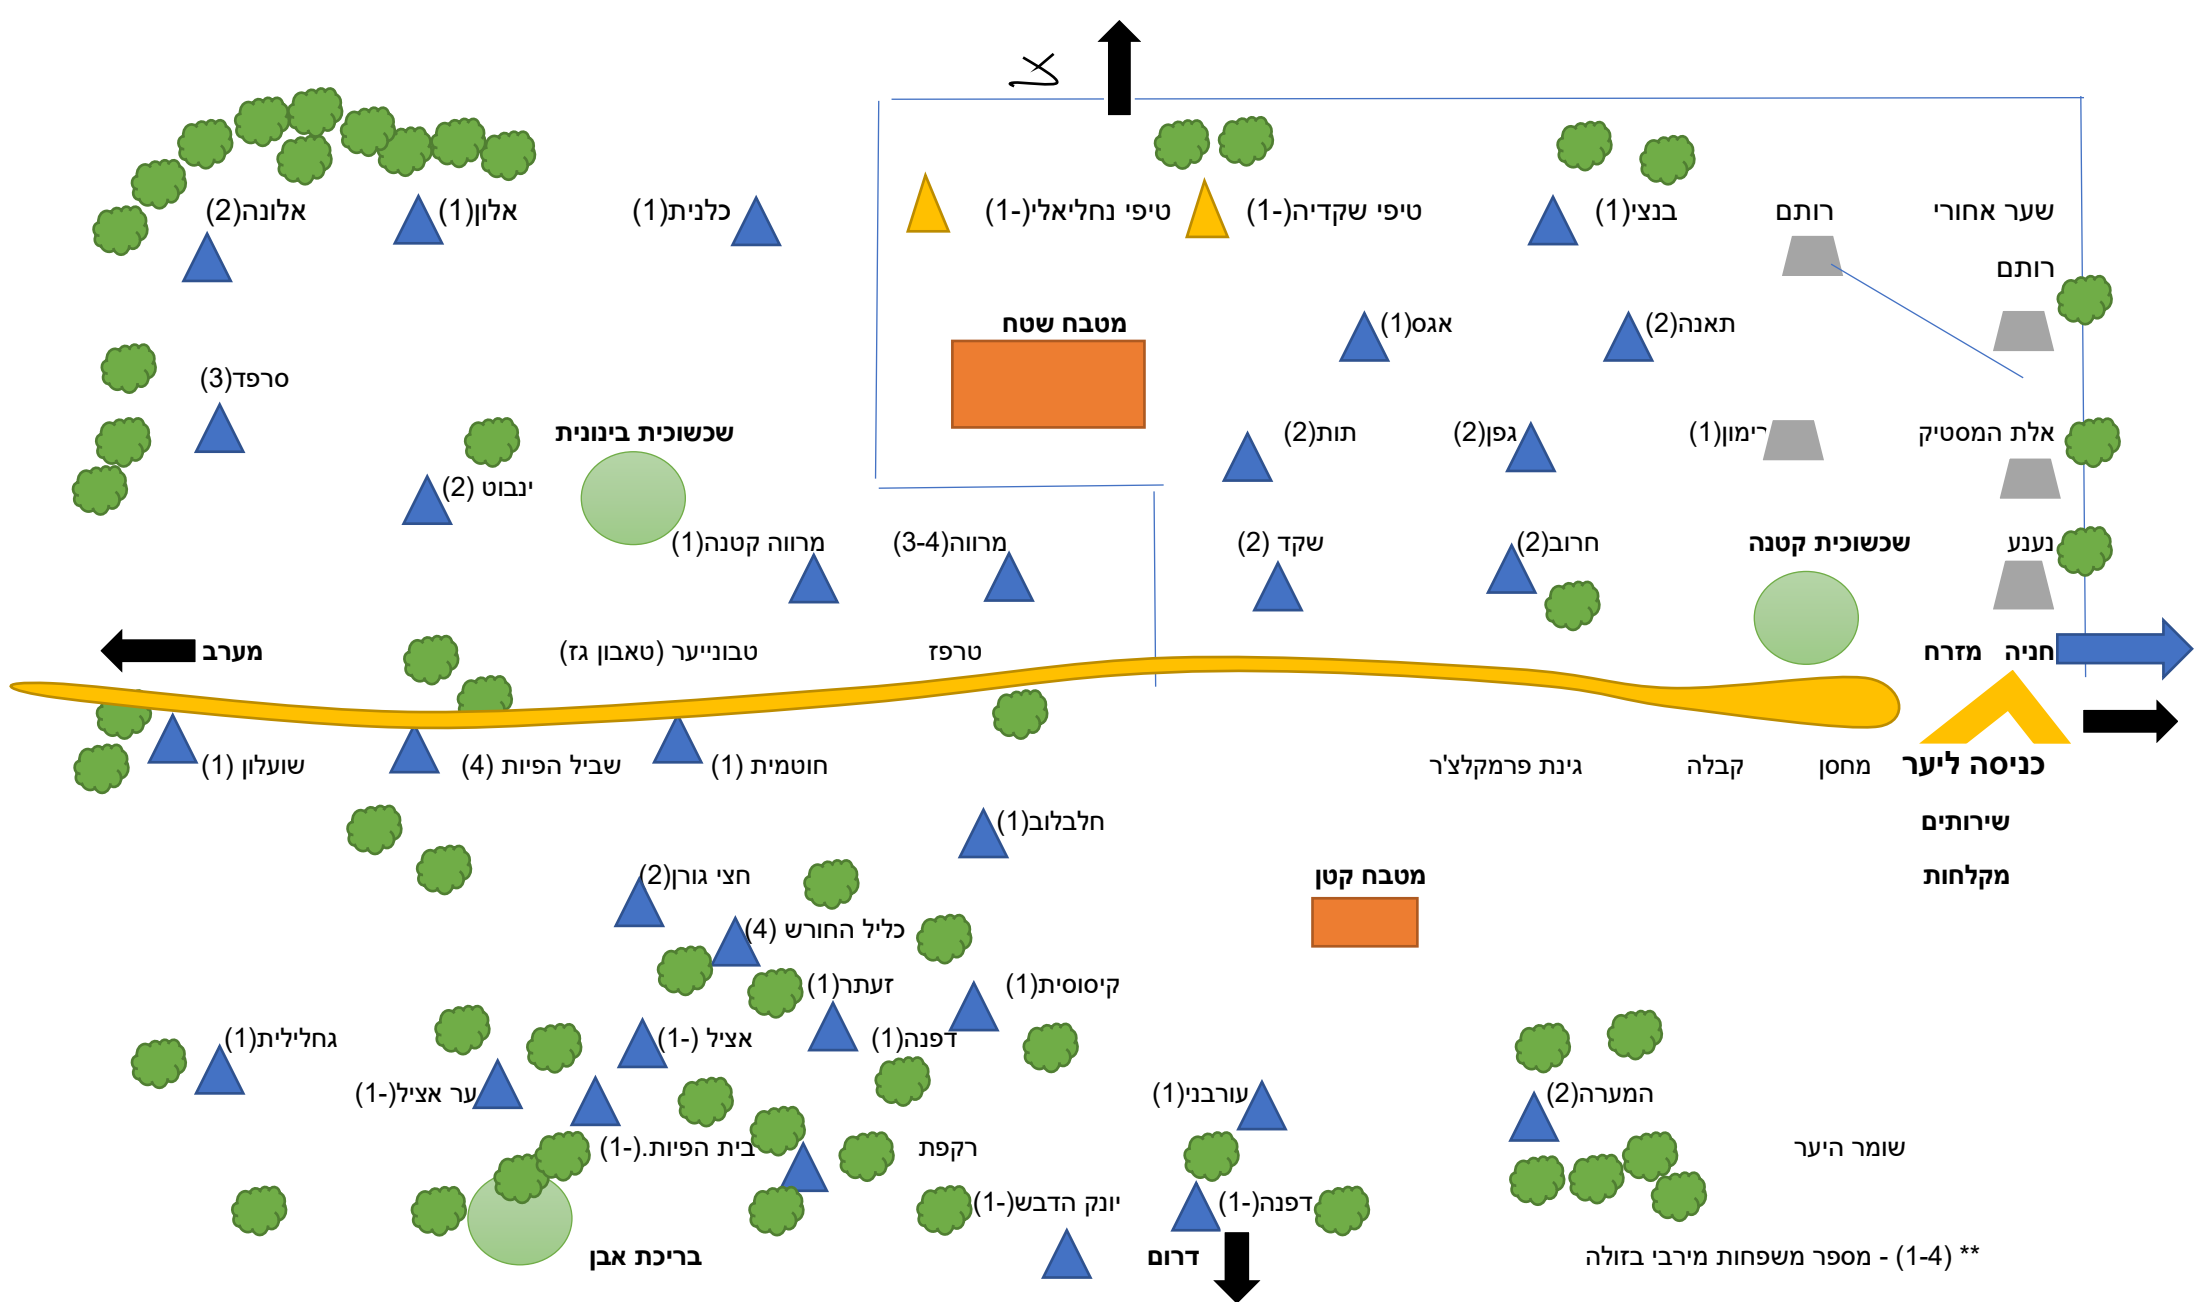 אלונה(2)
אלון(1)
כלנית(1)
טיפי נחליאלי(-1)
טיפי שקדיה(-1)
בנצי(1)
רותם
שער אחורי
רותם
מטבח שטח
אגס(1)
תאנה(2)
סרפד(3)
שכשוכית בינונית
תות(2)
גפן(2)
רימון(1)
אלת המסטיק
ינבוט (2)
מרווה קטנה(1)
מרווה(3-4)
שקד (2)
חרוב(2)
שכשוכית קטנה
נענע
מערב
טבונייער (טאבון גז)
טרפז
מזרח
חניה
שועלון (1)
שביל הפיות (4)
חוטמית (1)
גינת פרמקלצ'ר
קבלה
מחסן
כניסה ליער
חלבלוב(1)
שירותים
חצי גורן(2)
מטבח קטן
מקלחות
כליל החורש (4)
זעתר(1)
קיסוסית(1)
גחלילית(1)
אציל (-1)
דפנה(1)
ער אציל(-1)
עורבני(1)
המערה(2)
בית הפיות.(-1)
רקפת
שומר היער
יונק הדבש(-1)
דפנה(-1)
בריכת אבן
דרום
** (1-4) - מספר משפחות מירבי בזולה